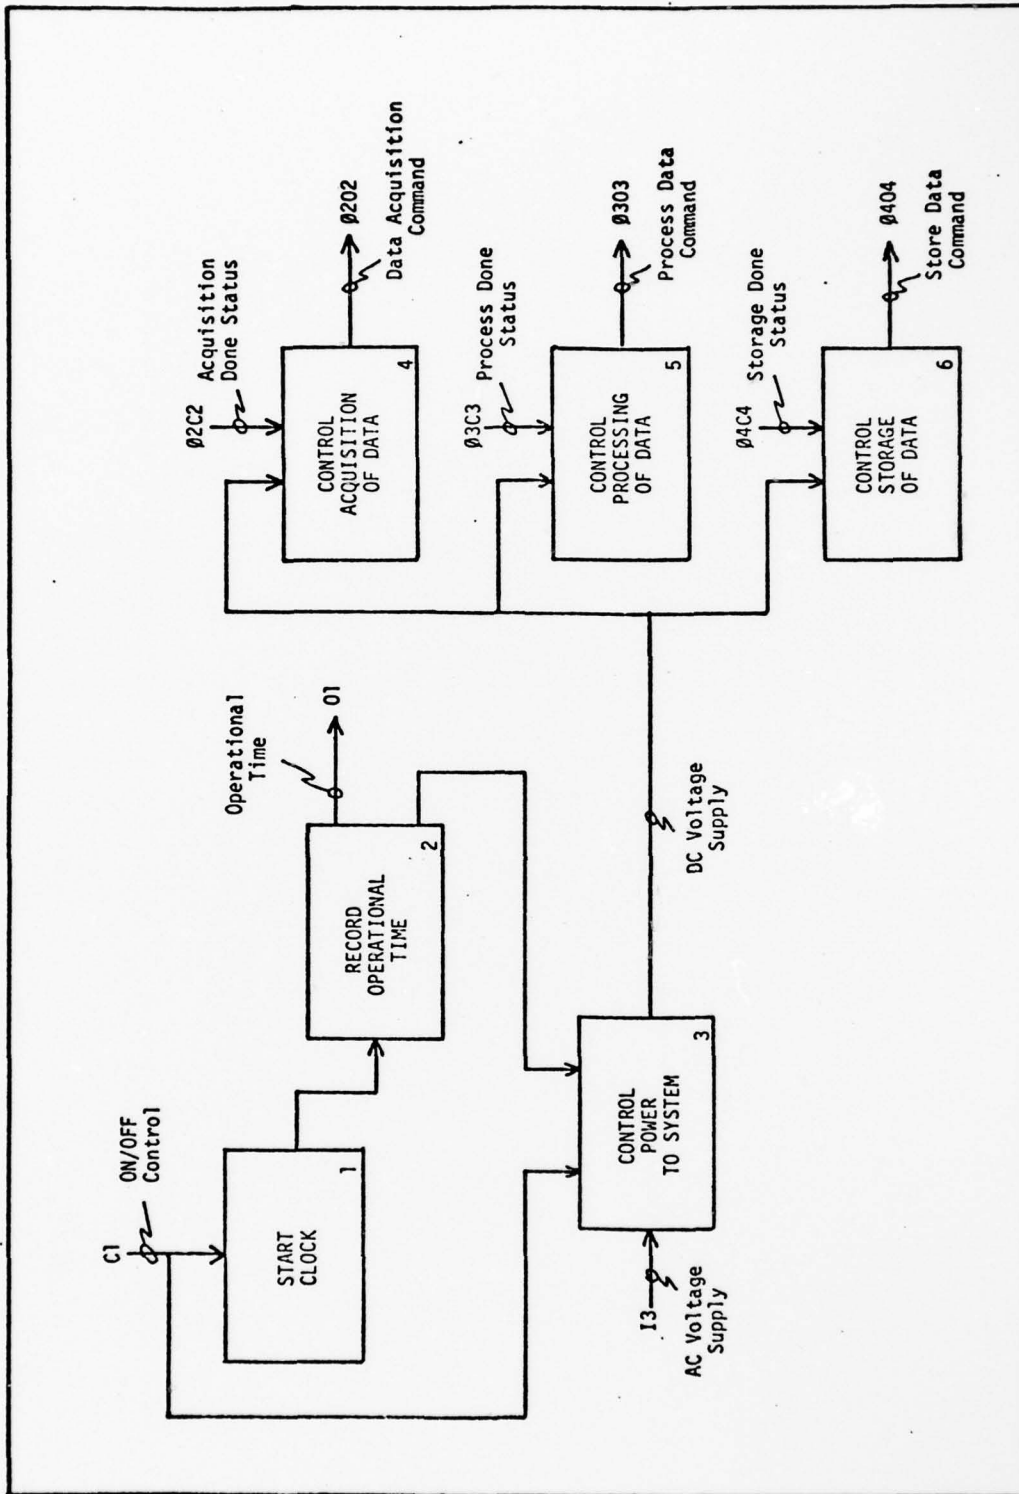 C1
ON/OFF
Control
START
CLOCK
1
RECORD
OPERATIONAL
TIME
2
Operational
Time
O1
I3
AC Voltage
Supply
CONTROL
POWER
TO SYSTEM
3
DC Voltage
Supply
Ø2C2
Acquisition
Done Status
CONTROL
ACQUISITION
OF DATA
4
Ø2O2
Data Acquisition
Command
Ø3C3
Process Done
Status
CONTROL
PROCESSING
OF DATA
5
Ø3O3
Process Data
Command
Ø4C4
Storage Done
Status
CONTROL
STORAGE
OF DATA
6
Ø4O4
Store Data
Command